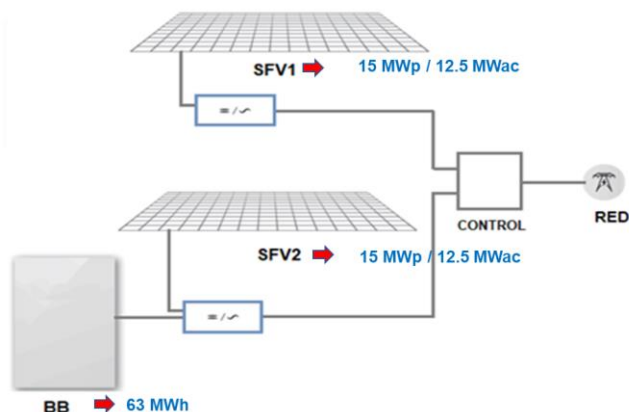 SFV1 15 MWp / 12.5 MWac
= / ~
CONTROL
RED
SFV2 15 MWp / 12.5 MWac
= / ~
BB 63 MWh